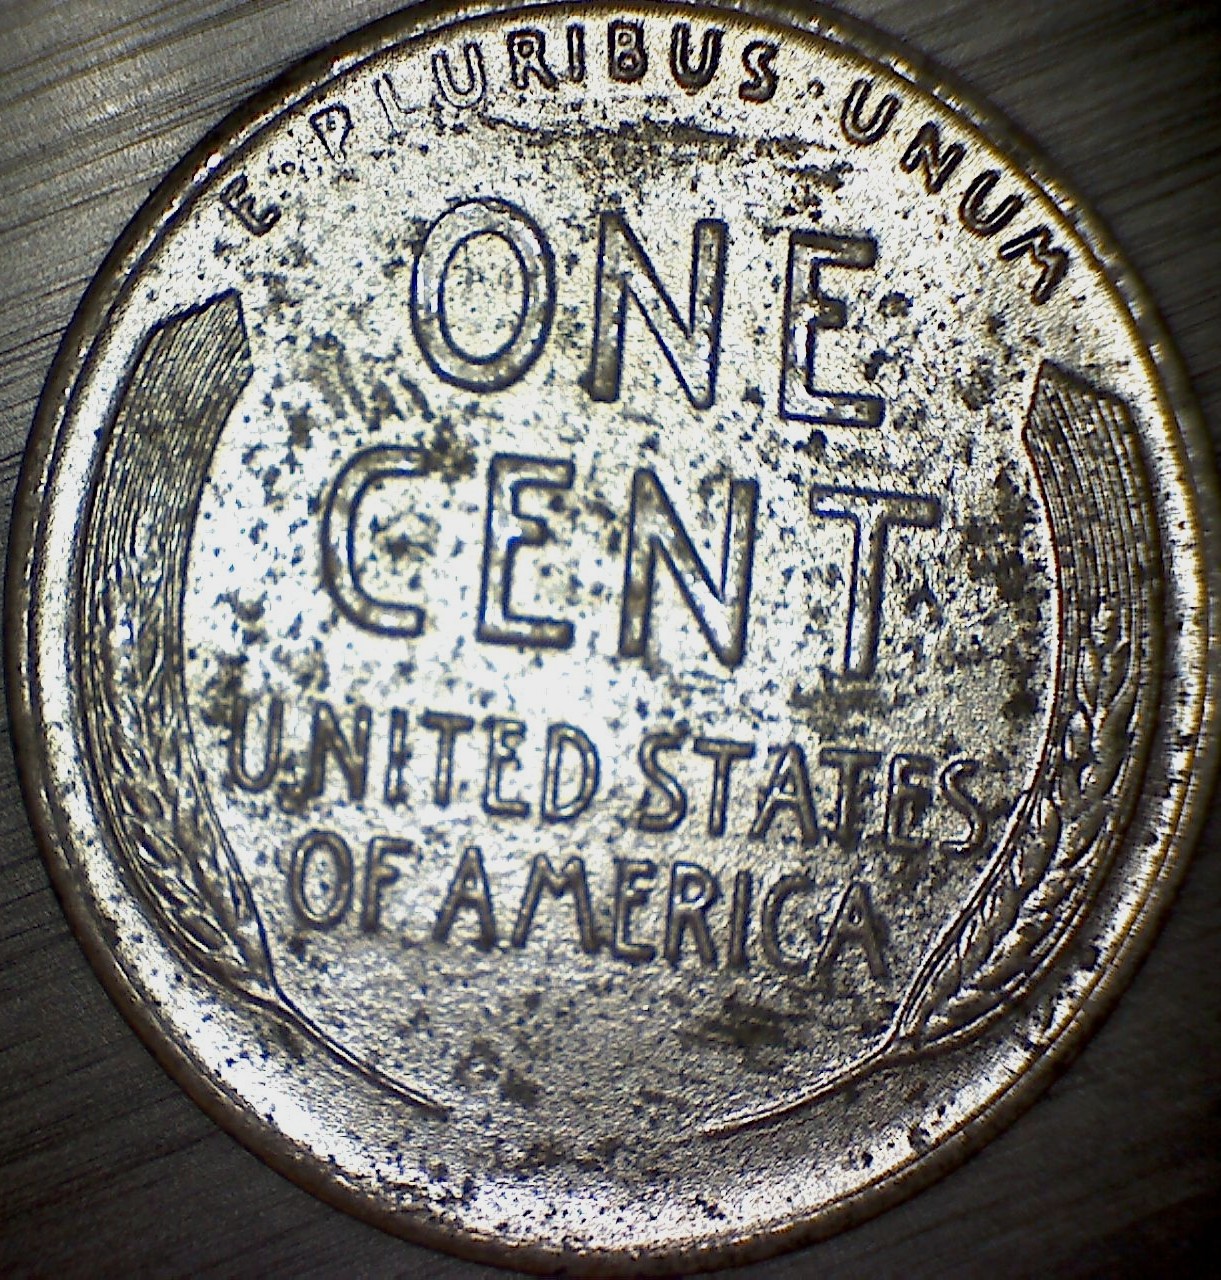 E·PLURIBUS·UNUM
ONE
CENT
UNITED STATES
OF AMERICA